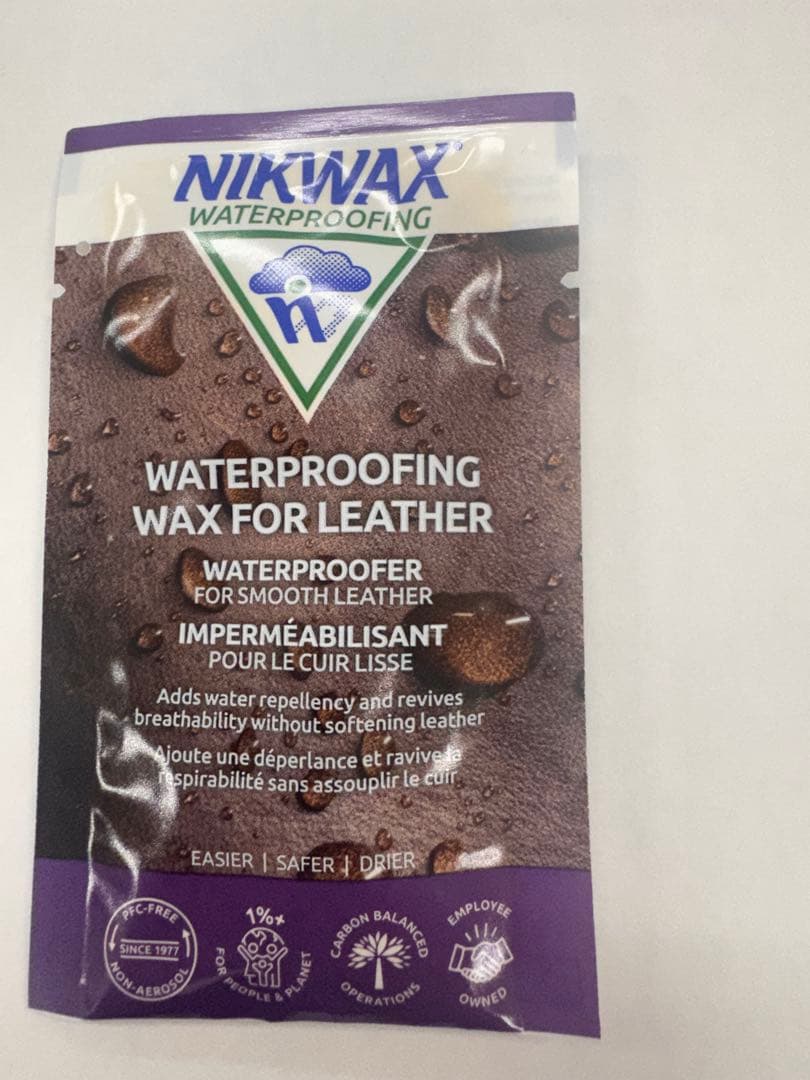 NIKWAX
WATERPROOFING
n
WATERPROOFING
WAX FOR LEATHER
WATERPROOFER
FOR SMOOTH LEATHER
IMPERMÉABILISANT
POUR LE CUIR LISSE
Adds water repellency and revives
breathability without softening leather
Ajoute une déperlance et ravive la
respirabilité sans assouplir le cuir
EASIER | SAFER | DRIER
PFC-FREE
SINCE 1977
NON-AEROSOL
1%+
FOR PEOPLE & PLANET
CARBON BALANCED
OPERATIONS
EMPLOYEE
OWNED